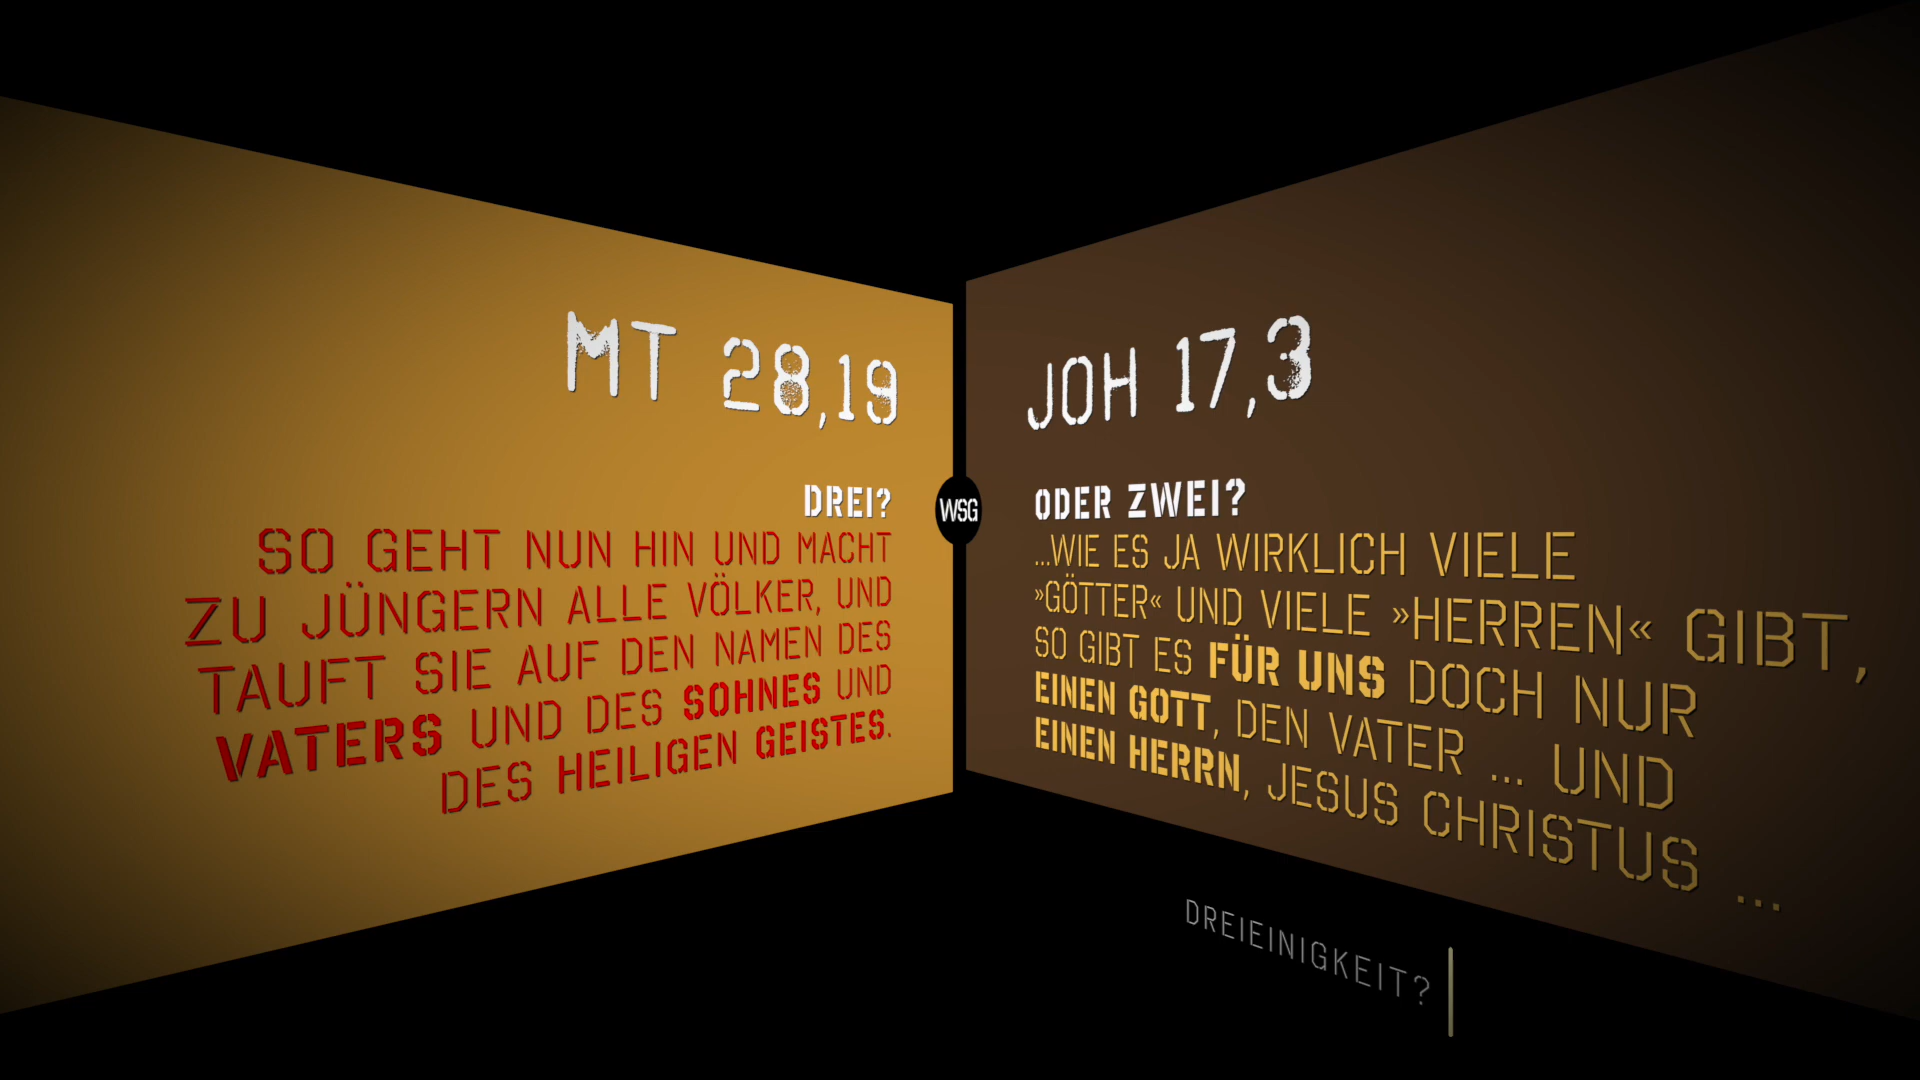 MT 28,19
DREI?
SO GEHT NUN HIN UND MACHT
ZU JÜNGERN ALLE VÖLKER, UND
TAUFT SIE AUF DEN NAMEN DES
VATERS UND DES SOHNES UND
DES HEILIGEN GEISTES.
WSG
JOH 17,3
ODER ZWEI?
...WIE ES JA WIRKLICH VIELE
»GÖTTER« UND VIELE »HERREN« GIBT,
SO GIBT ES FÜR UNS DOCH NUR
EINEN GOTT, DEN VATER ... UND
EINEN HERRN, JESUS CHRISTUS ...
DREIEINIGKEIT?